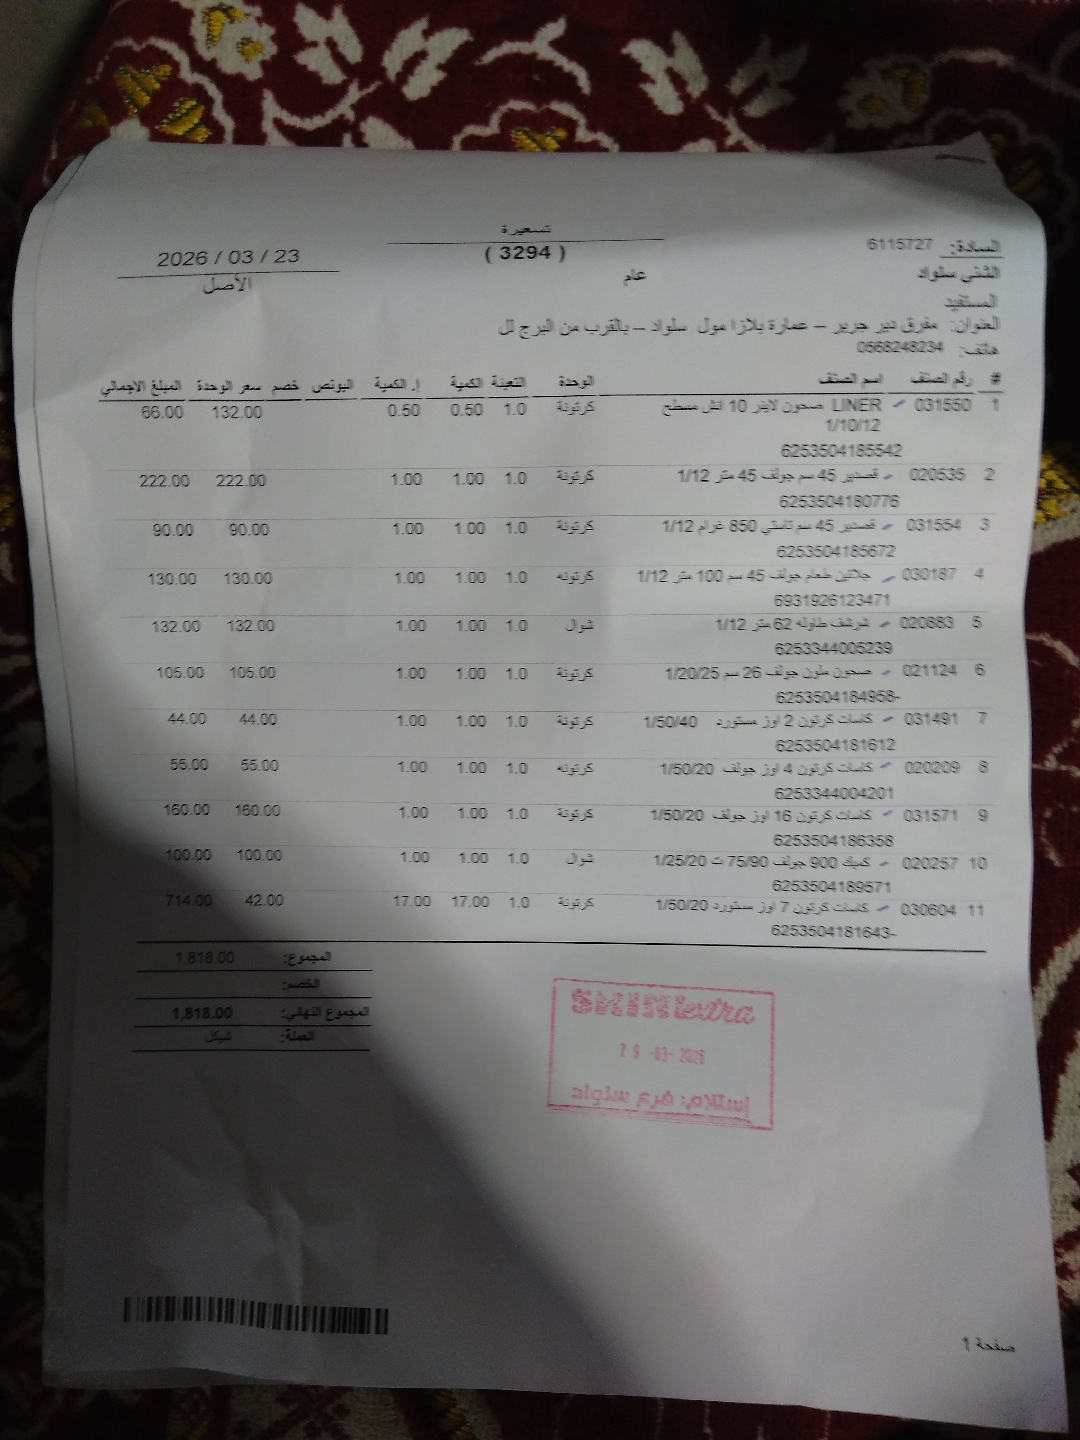 تسعيرة
( 3294 )
2026 / 03 / 23
الأصل
السادة: 6115727
الشني سلواد
عام
المستفيد
العنوان: مفرق دير جرير – عمارة بلازا مول سلواد – بالقرب من البرج لل
هاتف: 0568248234
# رقم الصنف اسم الصنف الوحدة التعبئة الكمية إ. الكمية البونص خصم سعر الوحدة المبلغ الاجمالي
1 031550 LINER صحون لاينر 10 انش مسطح كرتونة 1.0 0.50 0.50 132.00 66.00
1/10/12
6253504185542
2 020535 قصدير 45 سم جولف 45 متر 1/12 كرتونة 1.0 1.00 1.00 222.00 222.00
6253504180776
3 031554 قصدير 45 سم تاستي 850 غرام 1/12 كرتونة 1.0 1.00 1.00 90.00 90.00
6253504185672
4 030187 جلاتين طعام جولف 45 سم 100 متر 1/12 كرتونه 1.0 1.00 1.00 130.00 130.00
6931926123471
5 020883 شرشف طاوله 62 متر 1/12 شوال 1.0 1.00 1.00 132.00 132.00
6253344005239
6 021124 صحون ملون جولف 26 سم 1/20/25 كرتونة 1.0 1.00 1.00 105.00 105.00
6253504184958-
7 031491 كاسات كرتون 2 اوز مستورد 1/50/40 كرتونة 1.0 1.00 1.00 44.00 44.00
6253504181612
8 020209 كاسات كرتون 4 اوز جولف 1/50/20 كرتونه 1.0 1.00 1.00 55.00 55.00
6253344004201
9 031571 كاسات كرتون 16 اوز جولف 1/50/20 كرتونة 1.0 1.00 1.00 160.00 160.00
6253504186358
10 020257 كميك 900 جولف 75/90 ت 1/25/20 شوال 1.0 1.00 1.00 100.00 100.00
6253504189571
11 030604 كاسات كرتون 7 اوز مستورد 1/50/20 كرتونة 1.0 17.00 17.00 42.00 714.00
6253504181643-
المجموع: 1,818.00
الخصم:
المجموع النهائي: 1,818.00
العملة: شيكل
SHINI extra
29 -03- 2026
إستلام: فرع سلواد
صفحة 1